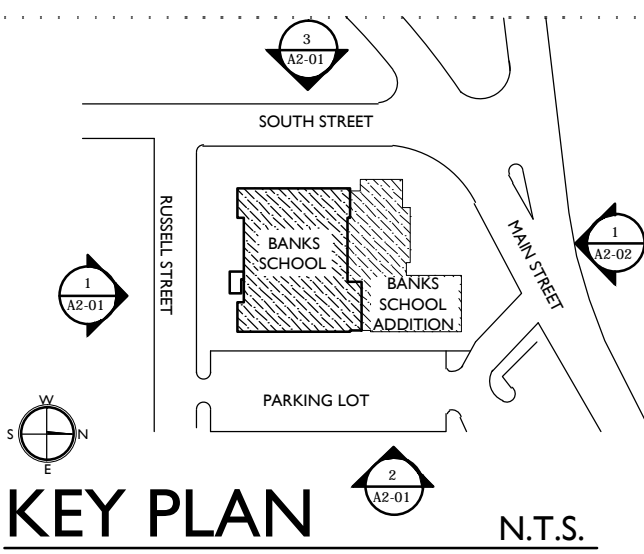 3
A2-01
SOUTH STREET
RUSSELL STREET
MAIN STREET
BANKS
SCHOOL
1
A2-02
1
A2-01
BANKS
SCHOOL
ADDITION
PARKING LOT
W
S N
E
2
A2-01
KEY PLAN N.T.S.